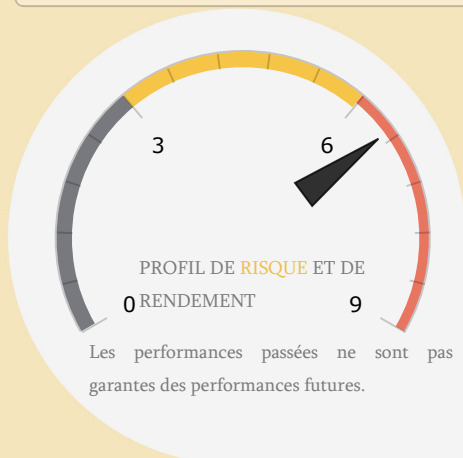 3
6
PROFIL DE RISQUE ET DE
0 RENDEMENT 9
Les performances passées ne sont pas
garantes des performances futures.